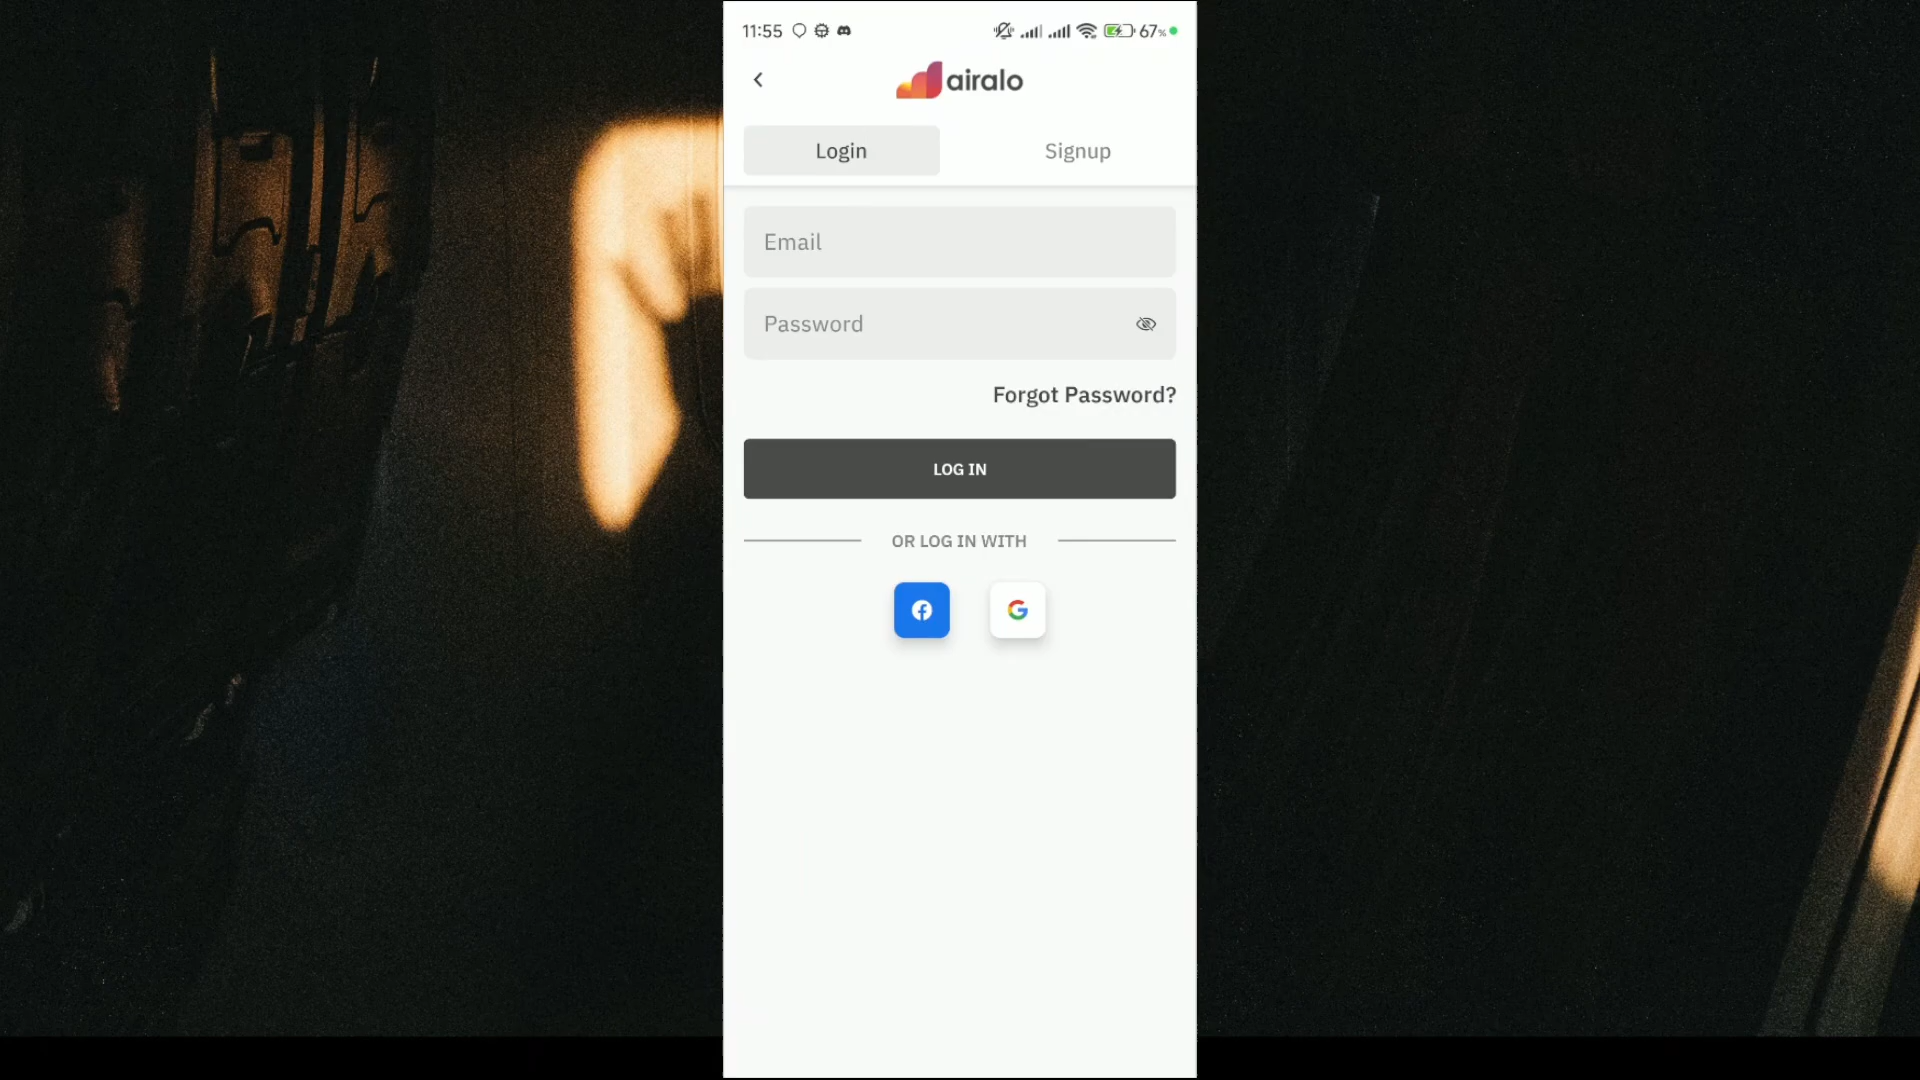 11:55 67%
airalo
Login Signup
Email
Password
Forgot Password?
LOG IN
OR LOG IN WITH